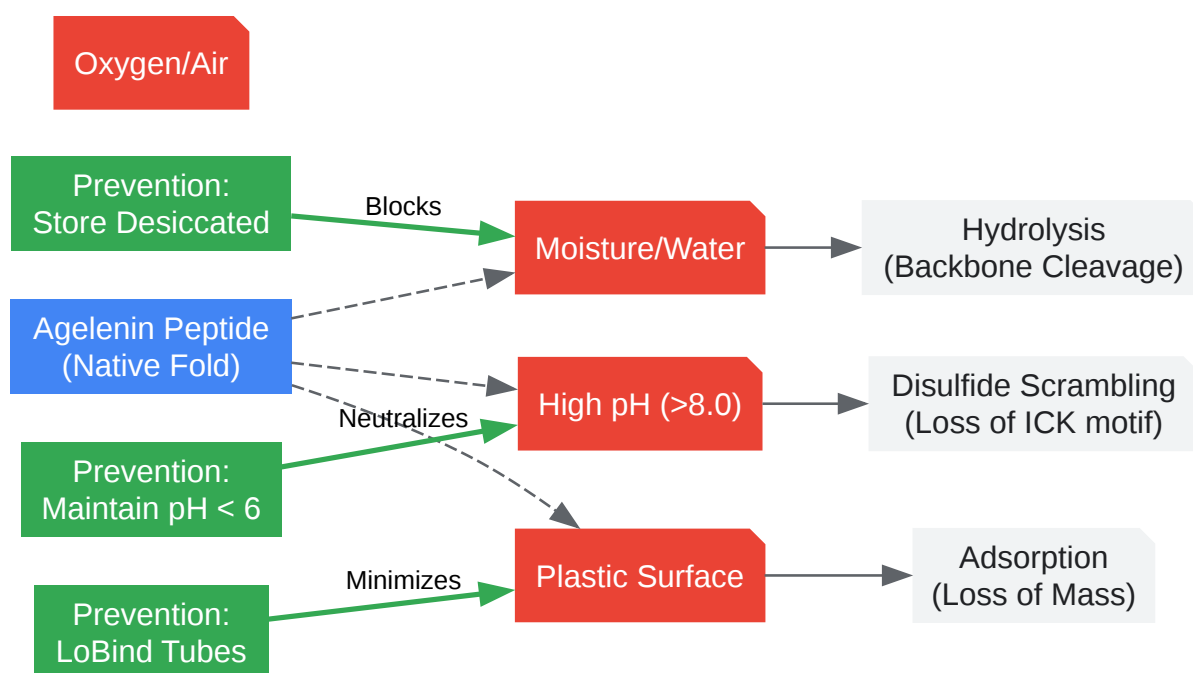 Oxygen/Air
Prevention:
Store Desiccated
Blocks
Moisture/Water
Hydrolysis
(Backbone Cleavage)
Agelenin Peptide
(Native Fold)
High pH (>8.0)
Disulfide Scrambling
(Loss of ICK motif)
Neutralizes
Prevention:
Maintain pH < 6
Plastic Surface
Adsorption
(Loss of Mass)
Minimizes
Prevention:
LoBind Tubes